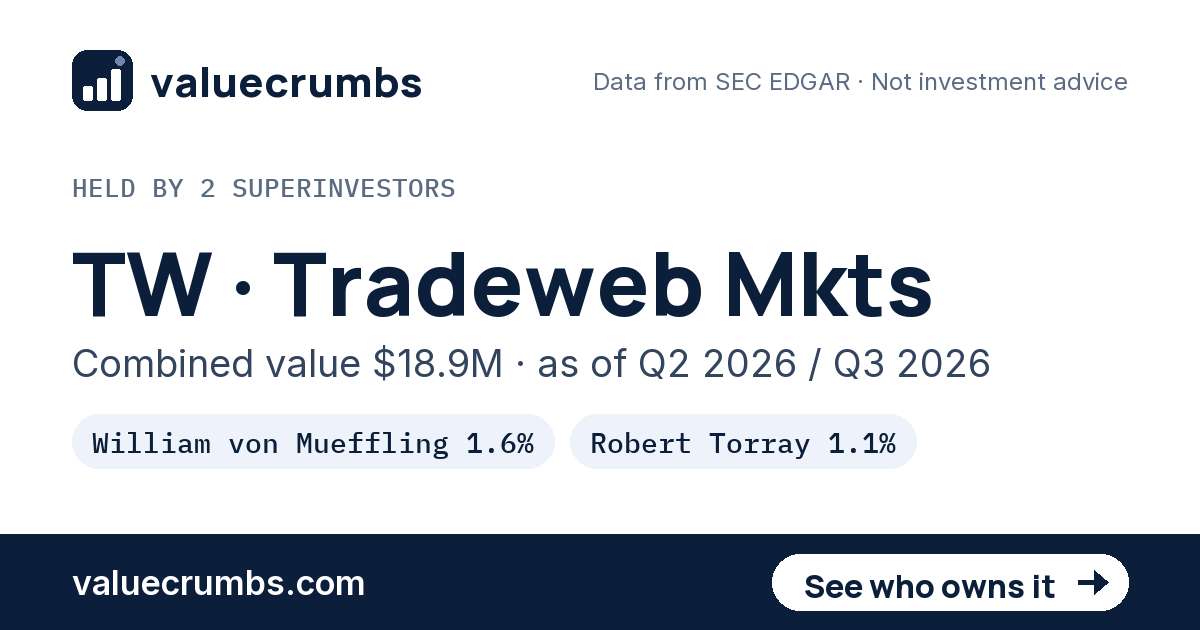 valuecrumbs
Data from SEC EDGAR · Not investment advice
HELD BY 2 SUPERINVESTORS
TW · Tradeweb Mkts
Combined value $18.9M · as of Q2 2026 / Q3 2026
William von Mueffling 1.6%
Robert Torray 1.1%
valuecrumbs.com
See who owns it →